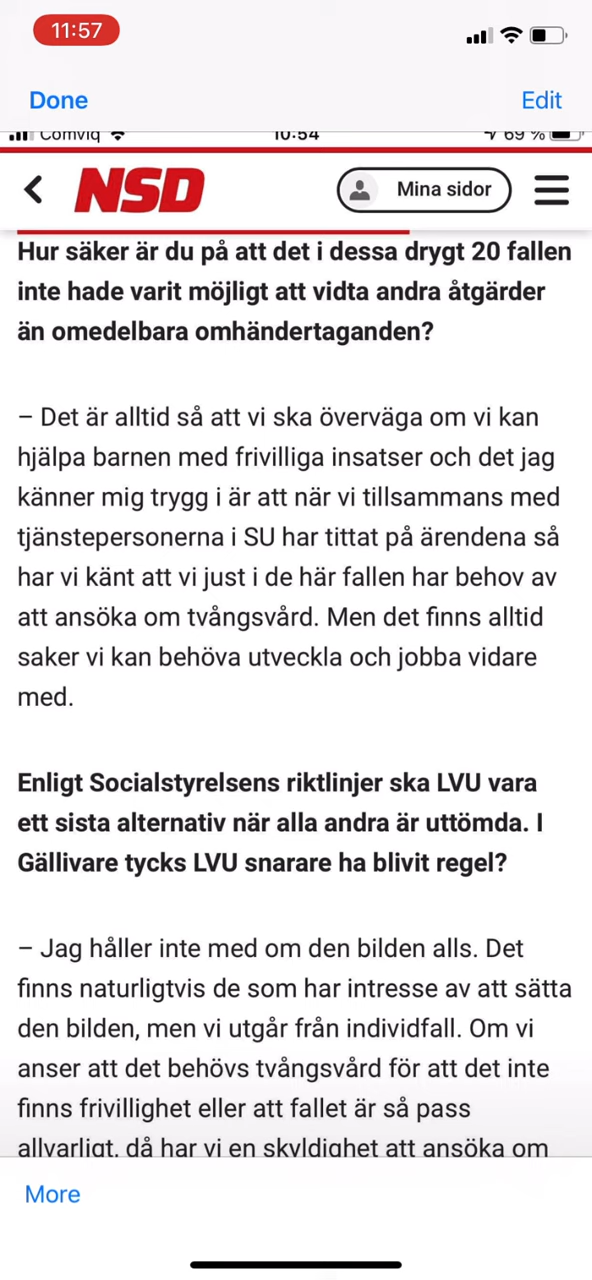 11:57
Done
Edit
Comviq
10:54
69 %
NSD
Mina sidor
Hur säker är du på att det i dessa drygt 20 fallen
inte hade varit möjligt att vidta andra åtgärder
än omedelbara omhändertaganden?
– Det är alltid så att vi ska överväga om vi kan
hjälpa barnen med frivilliga insatser och det jag
känner mig trygg i är att när vi tillsammans med
tjänstepersonerna i SU har tittat på ärendena så
har vi känt att vi just i de här fallen har behov av
att ansöka om tvångsvård. Men det finns alltid
saker vi kan behöva utveckla och jobba vidare
med.
Enligt Socialstyrelsens riktlinjer ska LVU vara
ett sista alternativ när alla andra är uttömda. I
Gällivare tycks LVU snarare ha blivit regel?
– Jag håller inte med om den bilden alls. Det
finns naturligtvis de som har intresse av att sätta
den bilden, men vi utgår från individfall. Om vi
anser att det behövs tvångsvård för att det inte
finns frivillighet eller att fallet är så pass
allvarligt, då har vi en skyldighet att ansöka om
More